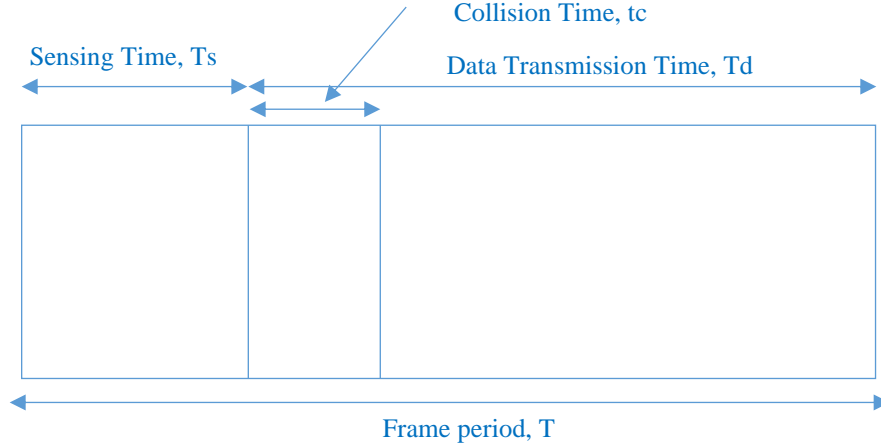 Collision Time, tc
Sensing Time, Ts
Data Transmission Time, Td
Frame period, T